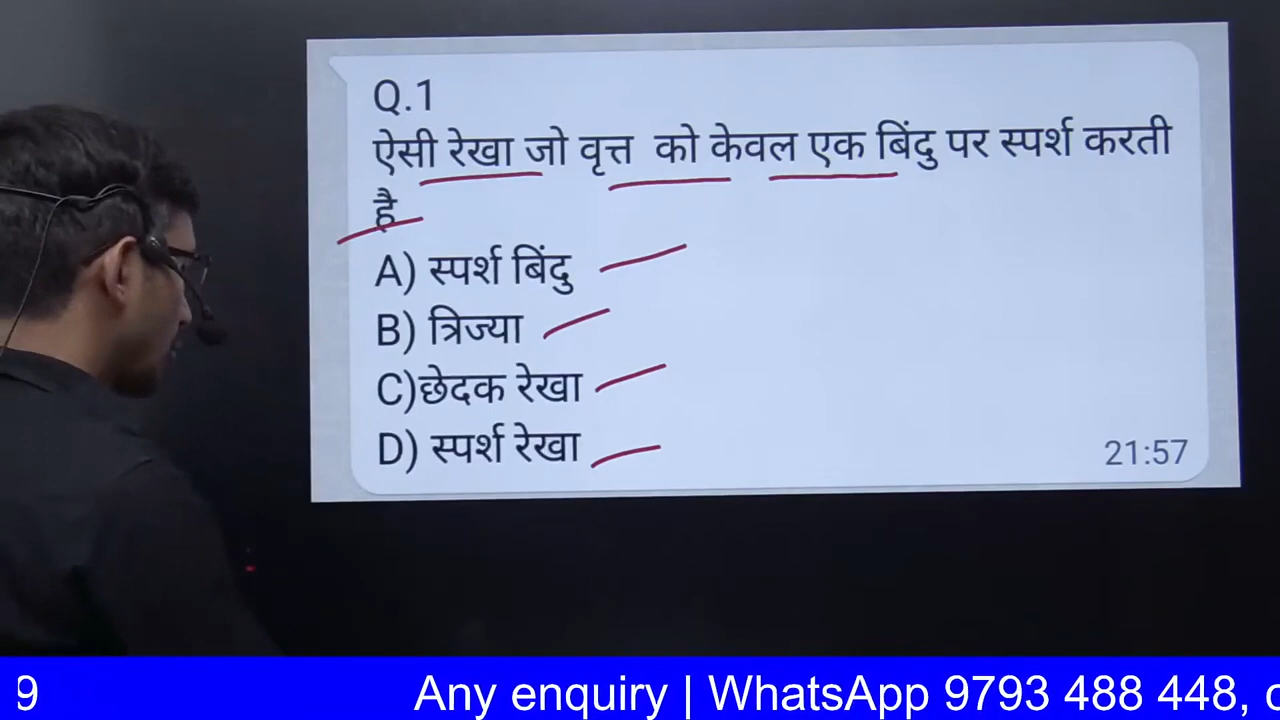 Q.1
ऐसी रेखा जो वृत्त को केवल एक बिंदु पर स्पर्श करती
है
A) स्पर्श बिंदु
B) त्रिज्या
C)छेदक रेखा
D) स्पर्श रेखा
21:57
9 Any enquiry | WhatsApp 9793 488 448,